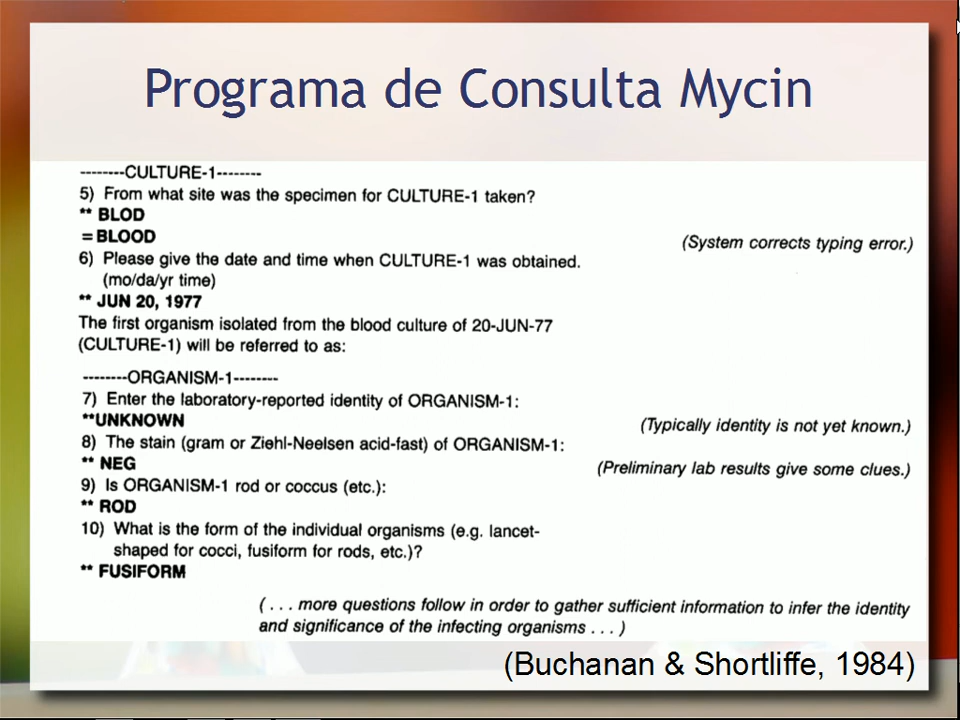 Programa de Consulta Mycin
--------CULTURE-1--------
5) From what site was the specimen for CULTURE-1 taken?
** BLOD
= BLOOD
(System corrects typing error.)
6) Please give the date and time when CULTURE-1 was obtained.
(mo/da/yr time)
** JUN 20, 1977
The first organism isolated from the blood culture of 20-JUN-77
(CULTURE-1) will be referred to as:
--------ORGANISM-1--------
7) Enter the laboratory-reported identity of ORGANISM-1:
**UNKNOWN
(Typically identity is not yet known.)
8) The stain (gram or Ziehl-Neelsen acid-fast) of ORGANISM-1:
** NEG
(Preliminary lab results give some clues.)
9) Is ORGANISM-1 rod or coccus (etc.):
** ROD
10) What is the form of the individual organisms (e.g. lancet-
shaped for cocci, fusiform for rods, etc.)?
** FUSIFORM
( . . . more questions follow in order to gather sufficient information to infer the identity
and significance of the infecting organisms . . . )
(Buchanan & Shortliffe, 1984)